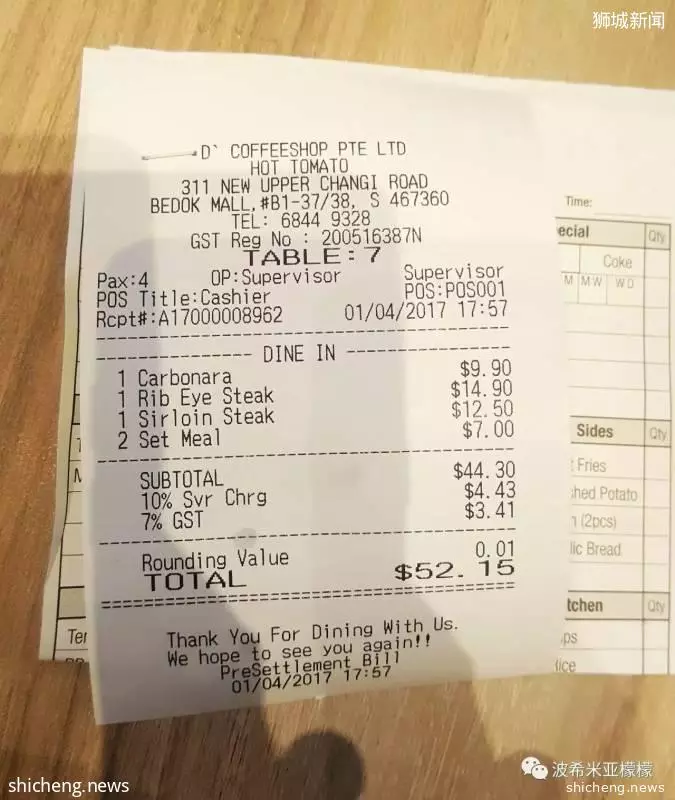 狮城新闻
D` COFFEESHOP PTE LTD
HOT TOMATO
311 NEW UPPER CHANGI ROAD
BEDOK MALL,#B1-37/38, S 467360
TEL: 6844 9328
GST Reg No : 200516387N
TABLE:7
Pax:4 OP:Supervisor Supervisor
POS Title:Cashier POS:POS001
Rcpt#:A17000008962 01/04/2017 17:57
DINE IN
1 Carbonara $9.90
1 Rib Eye Steak $14.90
1 Sirloin Steak $12.50
2 Set Meal $7.00
SUBTOTAL $44.30
10% Svr Chrg $4.43
7% GST $3.41
Rounding Value 0.01
TOTAL $52.15
Thank You For Dining With Us.
We hope to see you again!!
PreSettlement Bill
01/04/2017 17:57
Time:
ecial Qty
Coke
M MW WD
Sides Qty
Fries
hed Potato
(2pcs)
lic Bread
tchen Qty
ps
ice
Ter
波希米亚檬檬
shicheng.news
shicheng.news